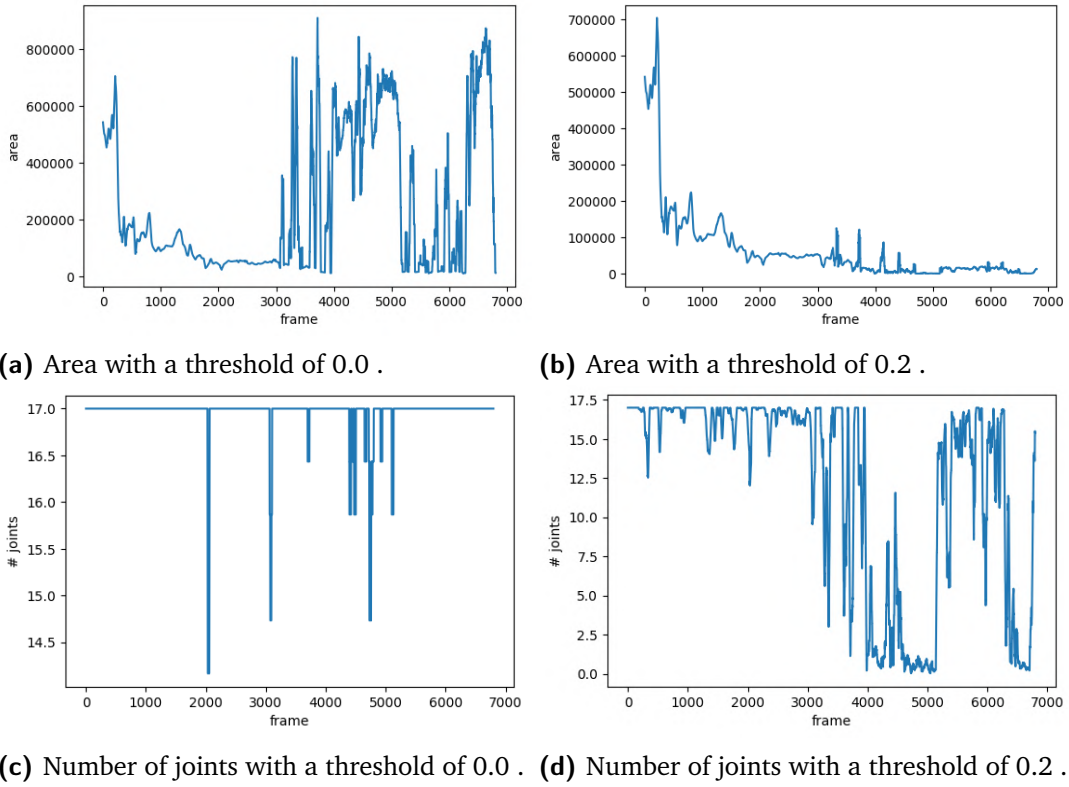 800000
600000
400000
200000
0
area
0 1000 2000 3000 4000 5000 6000 7000
frame
700000
600000
500000
400000
300000
200000
100000
0
area
0 1000 2000 3000 4000 5000 6000 7000
frame
(a) Area with a threshold of 0.0 .
(b) Area with a threshold of 0.2 .
17.0
16.5
16.0
15.5
15.0
14.5
# joints
0 1000 2000 3000 4000 5000 6000 7000
frame
17.5
15.0
12.5
10.0
7.5
5.0
2.5
0.0
# joints
0 1000 2000 3000 4000 5000 6000 7000
frame
(c) Number of joints with a threshold of 0.0 .
(d) Number of joints with a threshold of 0.2 .